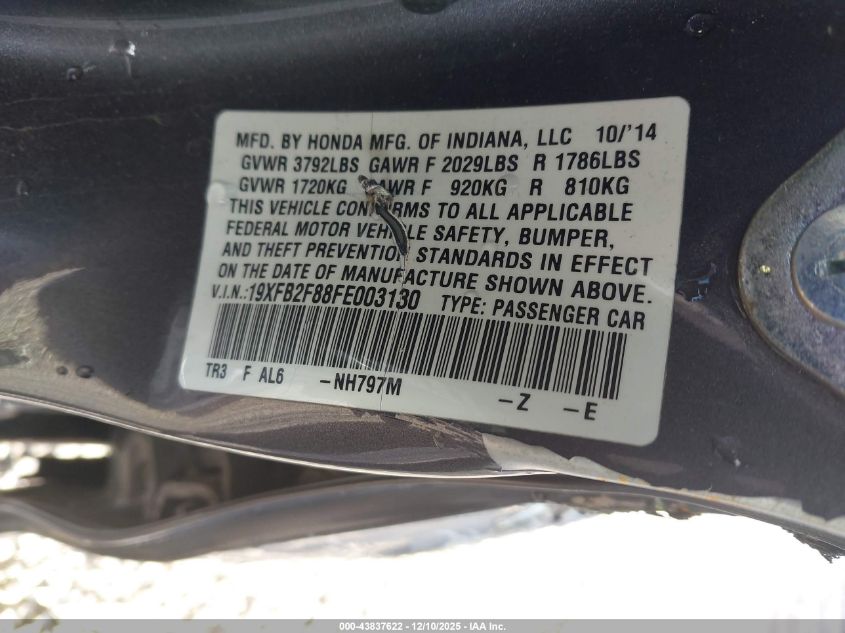 MFD. BY HONDA MFG. OF INDIANA, LLC 10/'14
GVWR 3792LBS GAWR F 2029LBS R 1786LBS
GVWR 1720KG GAWR F 920KG R 810KG
THIS VEHICLE CONFORMS TO ALL APPLICABLE
FEDERAL MOTOR VEHICLE SAFETY, BUMPER,
AND THEFT PREVENTION STANDARDS IN EFFECT
ON THE DATE OF MANUFACTURE SHOWN ABOVE.
V.I.N.: 19XFB2F88FE003130 TYPE: PASSENGER CAR
TR3 F AL6 -NH797M -Z -E
000-43837622 - 12/10/2025 - IAA Inc.